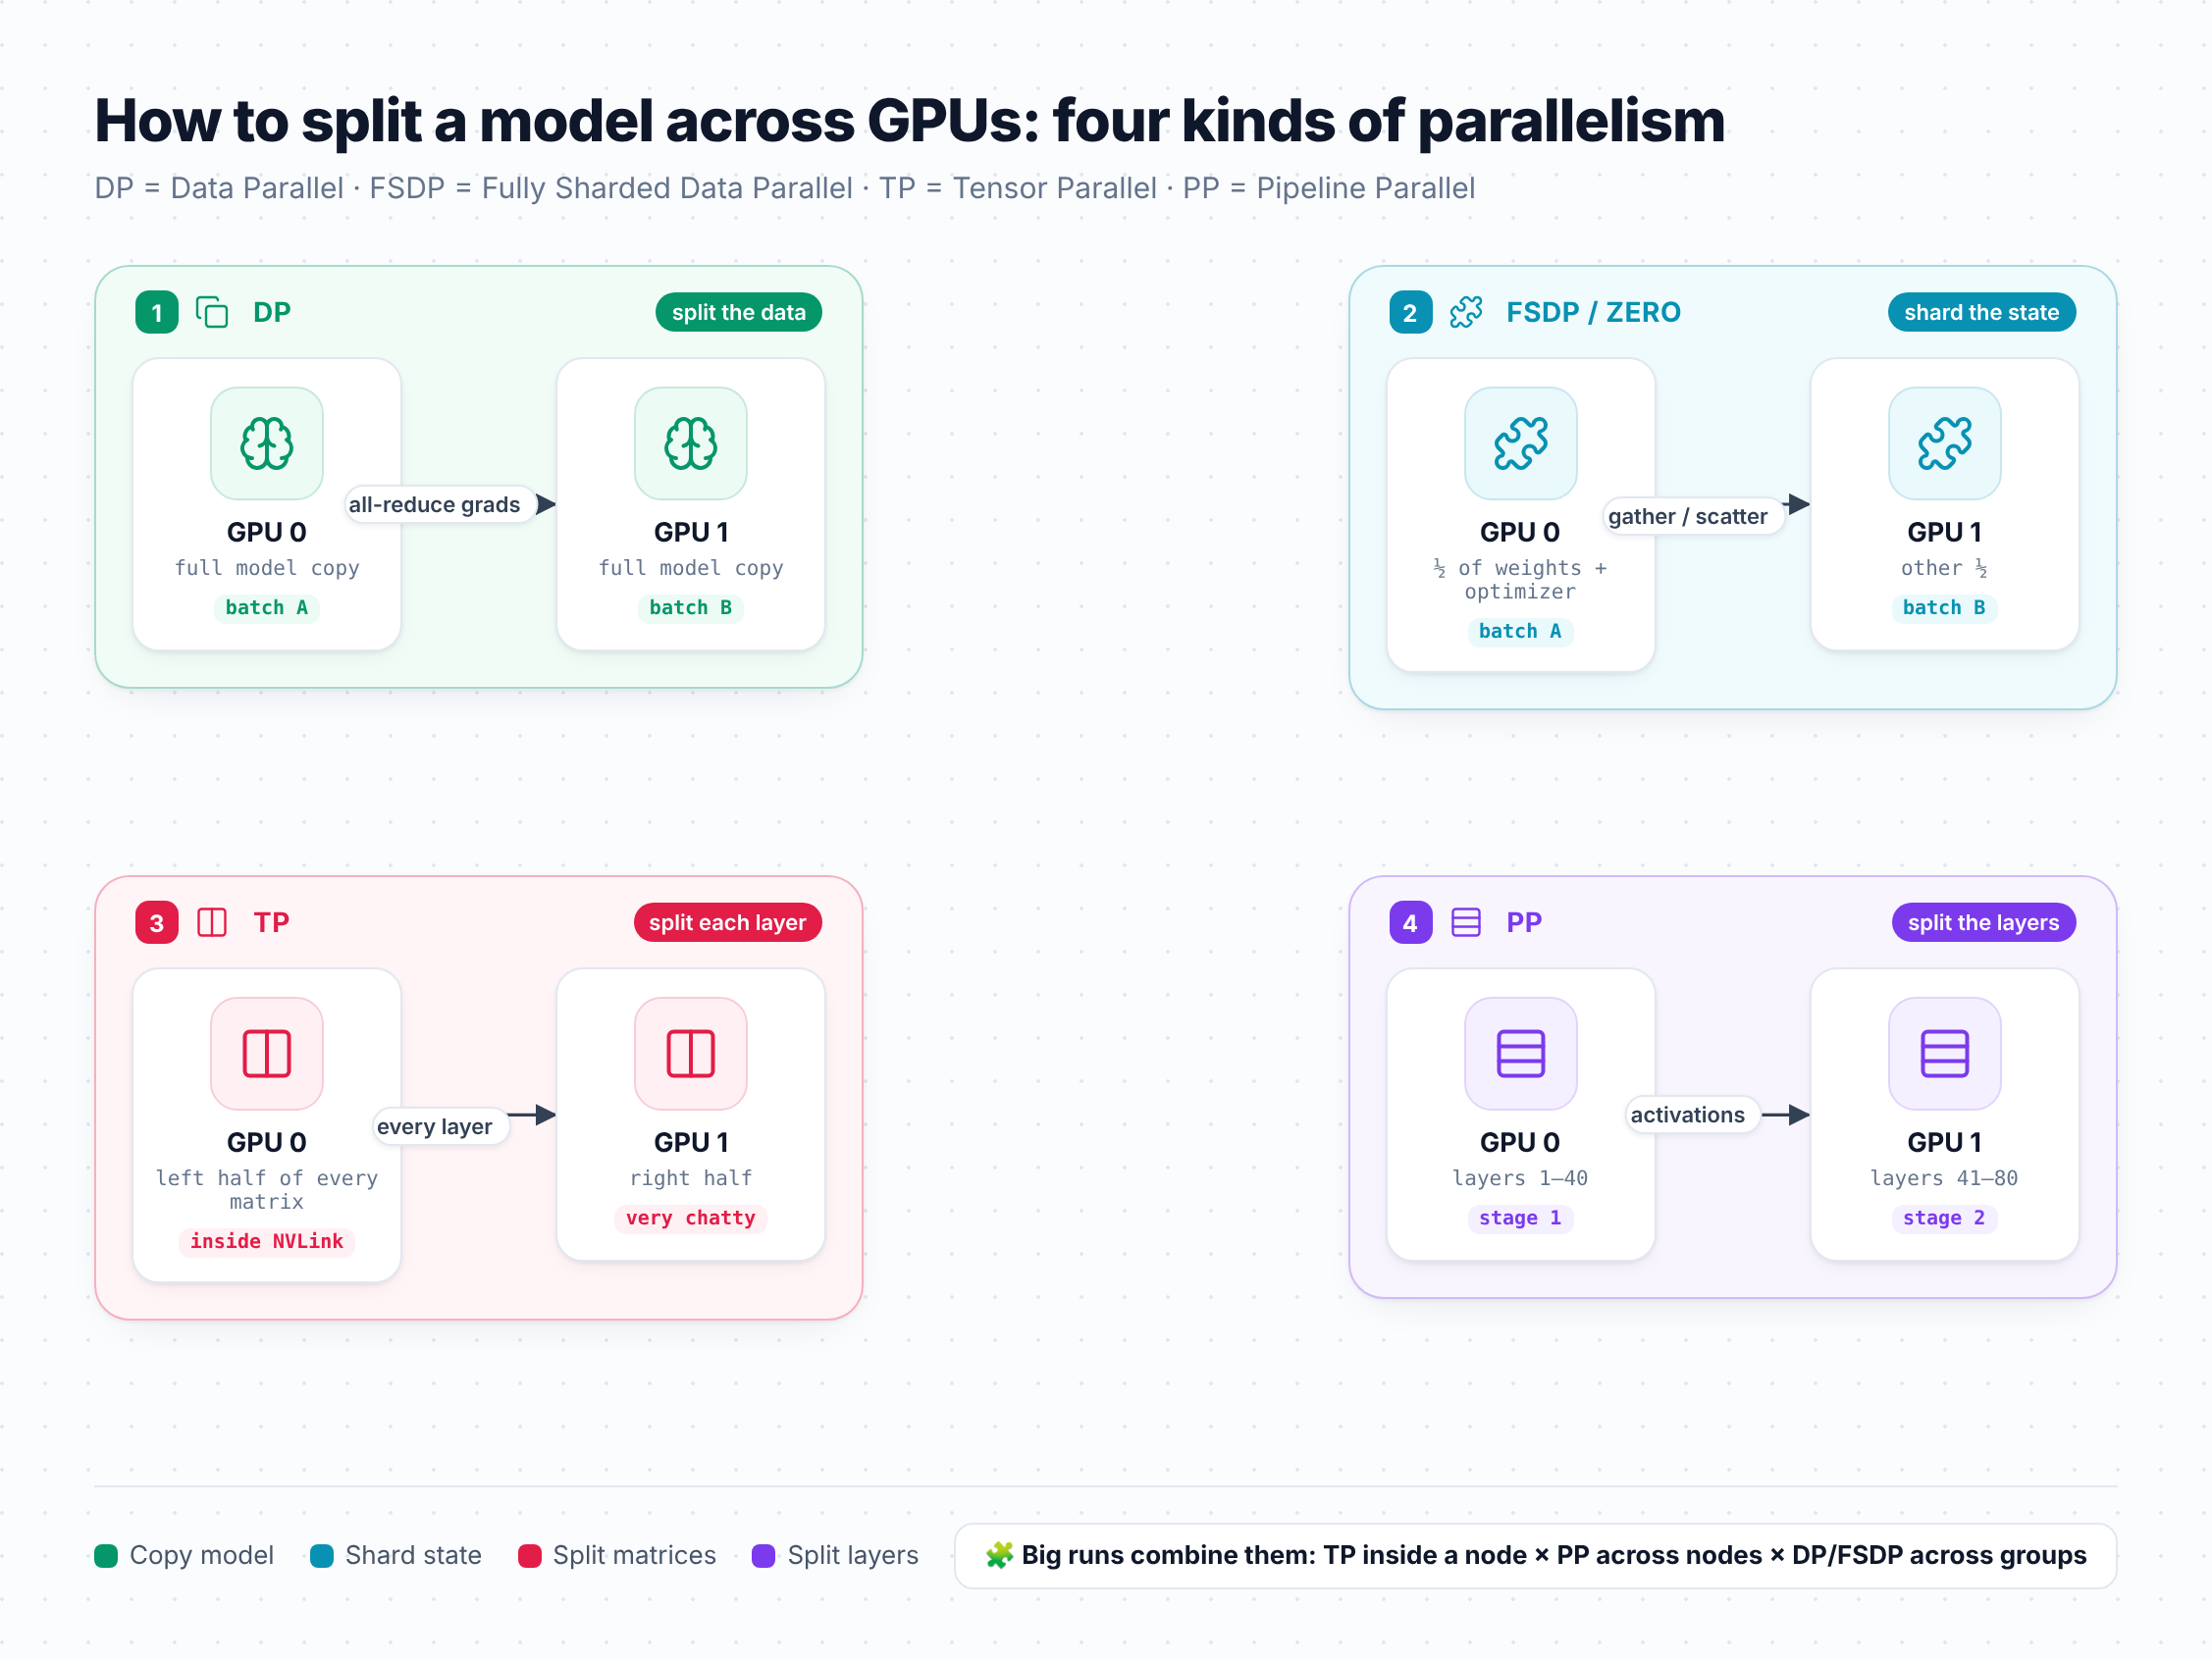 How to split a model across GPUs: four kinds of parallelism
DP = Data Parallel · FSDP = Fully Sharded Data Parallel · TP = Tensor Parallel · PP = Pipeline Parallel
1 DP split the data
GPU 0
full model copy
batch A
all-reduce grads
GPU 1
full model copy
batch B
2 FSDP / ZERO shard the state
GPU 0
½ of weights +
optimizer
batch A
gather / scatter
GPU 1
other ½
batch B
3 TP split each layer
GPU 0
left half of every
matrix
inside NVLink
every layer
GPU 1
right half
very chatty
4 PP split the layers
GPU 0
layers 1–40
stage 1
activations
GPU 1
layers 41–80
stage 2
Copy model Shard state Split matrices Split layers
🧩 Big runs combine them: TP inside a node × PP across nodes × DP/FSDP across groups